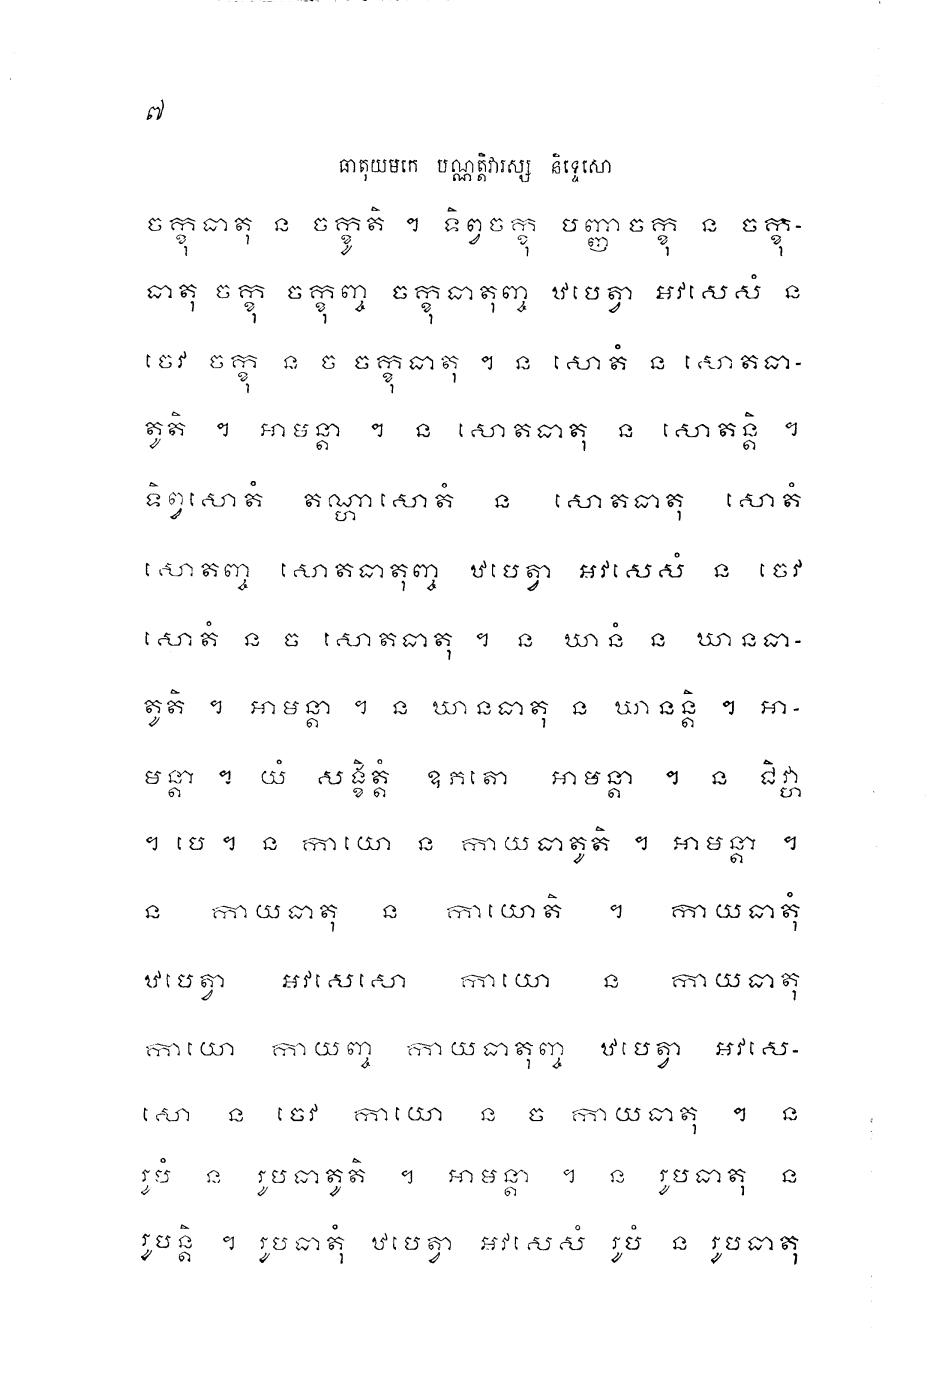 ៧
ធាតុយមកេ បណ្ណត្តិវារស្ស និទ្ទេសោ
ចក្ខុធាតុ ន ចក្ខូតិ ។ ទិព្វចក្ខុ បញ្ញាចក្ខុ ន ចក្ខុ-
ធាតុ ចក្ខុ ចក្ខុញ្ច ចក្ខុធាតុញ្ច ឋបេត្វា អវសេសំ ន
ចេវ ចក្ខុ ន ច ចក្ខុធាតុ ។ ន សោតំ ន សោតធា-
តូតិ ។ អាមន្តា ។ ន សោតធាតុ ន សោតន្តិ ។
ទិព្វសោតំ តណ្ហាសោតំ ន សោតធាតុ សោតំ
សោតញ្ច សោតធាតុញ្ច ឋបេត្វា អវសេសំ ន ចេវ
សោតំ ន ច សោតធាតុ ។ ន ឃានំ ន ឃានធា-
តូតិ ។ អាមន្តា ។ ន ឃានធាតុ ន ឃានន្តិ ។ អា-
មន្តា ។ យំ សង្ខិត្តំ ឧភតោ អាមន្តា ។ ន ជិវ្ហា
។ បេ ។ ន កាយោ ន កាយធាតូតិ ។ អាមន្តា ។
ន កាយធាតុ ន កាយោតិ ។ កាយធាតុំ
ឋបេត្វា អវសេសោ កាយោ ន កាយធាតុ
កាយោ កាយញ្ច កាយធាតុញ្ច ឋបេត្វា អវសេ-
សោ ន ចេវ កាយោ ន ច កាយធាតុ ។ ន
រូបំ ន រូបធាតូតិ ។ អាមន្តា ។ ន រូបធាតុ ន
រូបន្តិ ។ រូបធាតុំ ឋបេត្វា អវសេសំ រូបំ ន រូបធាតុ